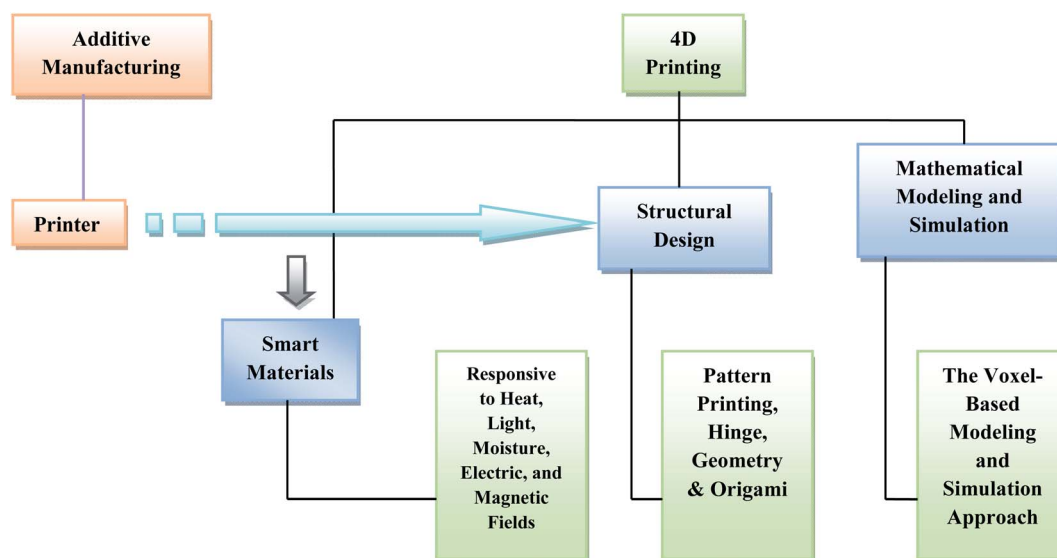 Additive
Manufacturing
4D
Printing
Printer
Structural
Design
Mathematical
Modeling and
Simulation
Smart
Materials
Responsive
to Heat,
Light,
Moisture,
Electric, and
Magnetic
Fields
Pattern
Printing,
Hinge,
Geometry
& Origami
The Voxel-
Based
Modeling
and
Simulation
Approach